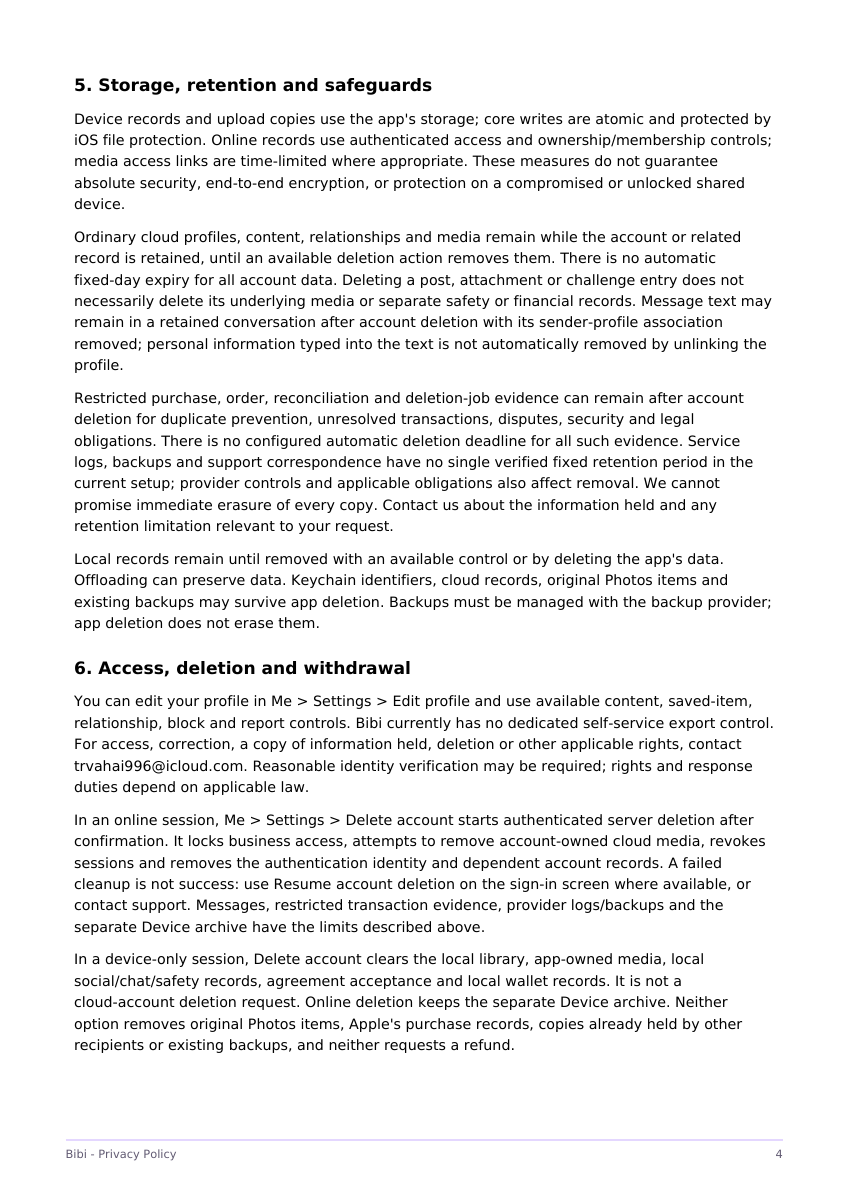 5. Storage, retention and safeguards
Device records and upload copies use the app's storage; core writes are atomic and protected by
iOS file protection. Online records use authenticated access and ownership/membership controls;
media access links are time-limited where appropriate. These measures do not guarantee
absolute security, end-to-end encryption, or protection on a compromised or unlocked shared
device.
Ordinary cloud profiles, content, relationships and media remain while the account or related
record is retained, until an available deletion action removes them. There is no automatic
fixed-day expiry for all account data. Deleting a post, attachment or challenge entry does not
necessarily delete its underlying media or separate safety or financial records. Message text may
remain in a retained conversation after account deletion with its sender-profile association
removed; personal information typed into the text is not automatically removed by unlinking the
profile.
Restricted purchase, order, reconciliation and deletion-job evidence can remain after account
deletion for duplicate prevention, unresolved transactions, disputes, security and legal
obligations. There is no configured automatic deletion deadline for all such evidence. Service
logs, backups and support correspondence have no single verified fixed retention period in the
current setup; provider controls and applicable obligations also affect removal. We cannot
promise immediate erasure of every copy. Contact us about the information held and any
retention limitation relevant to your request.
Local records remain until removed with an available control or by deleting the app's data.
Offloading can preserve data. Keychain identifiers, cloud records, original Photos items and
existing backups may survive app deletion. Backups must be managed with the backup provider;
app deletion does not erase them.
6. Access, deletion and withdrawal
You can edit your profile in Me > Settings > Edit profile and use available content, saved-item,
relationship, block and report controls. Bibi currently has no dedicated self-service export control.
For access, correction, a copy of information held, deletion or other applicable rights, contact
trvahai996@icloud.com. Reasonable identity verification may be required; rights and response
duties depend on applicable law.
In an online session, Me > Settings > Delete account starts authenticated server deletion after
confirmation. It locks business access, attempts to remove account-owned cloud media, revokes
sessions and removes the authentication identity and dependent account records. A failed
cleanup is not success: use Resume account deletion on the sign-in screen where available, or
contact support. Messages, restricted transaction evidence, provider logs/backups and the
separate Device archive have the limits described above.
In a device-only session, Delete account clears the local library, app-owned media, local
social/chat/safety records, agreement acceptance and local wallet records. It is not a
cloud-account deletion request. Online deletion keeps the separate Device archive. Neither
option removes original Photos items, Apple's purchase records, copies already held by other
recipients or existing backups, and neither requests a refund.
Bibi - Privacy Policy
4